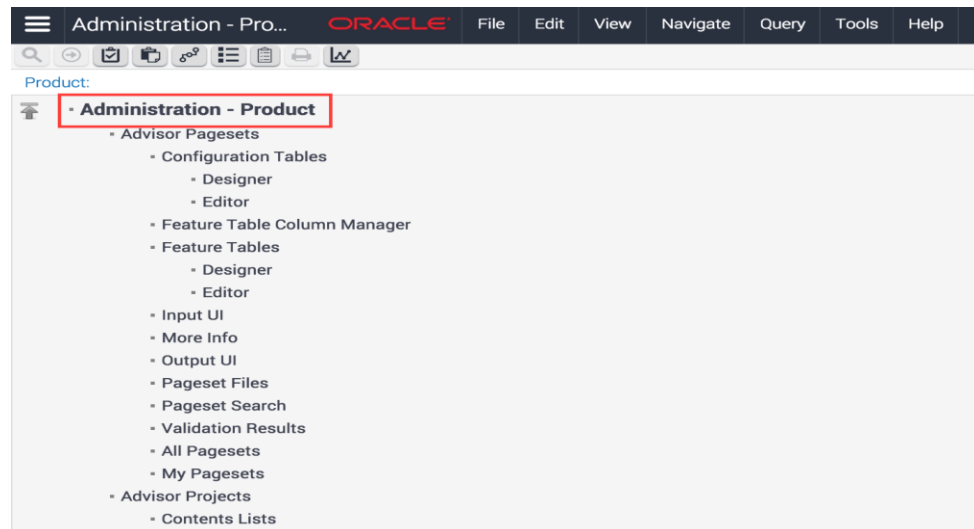 Administration - Pro... ORACLE File Edit View Navigate Query Tools Help
Product:
Administration - Product
Advisor Pagesets
Configuration Tables
Designer
Editor
Feature Table Column Manager
Feature Tables
Designer
Editor
Input UI
More Info
Output UI
Pageset Files
Pageset Search
Validation Results
All Pagesets
My Pagesets
Advisor Projects
Contents Lists